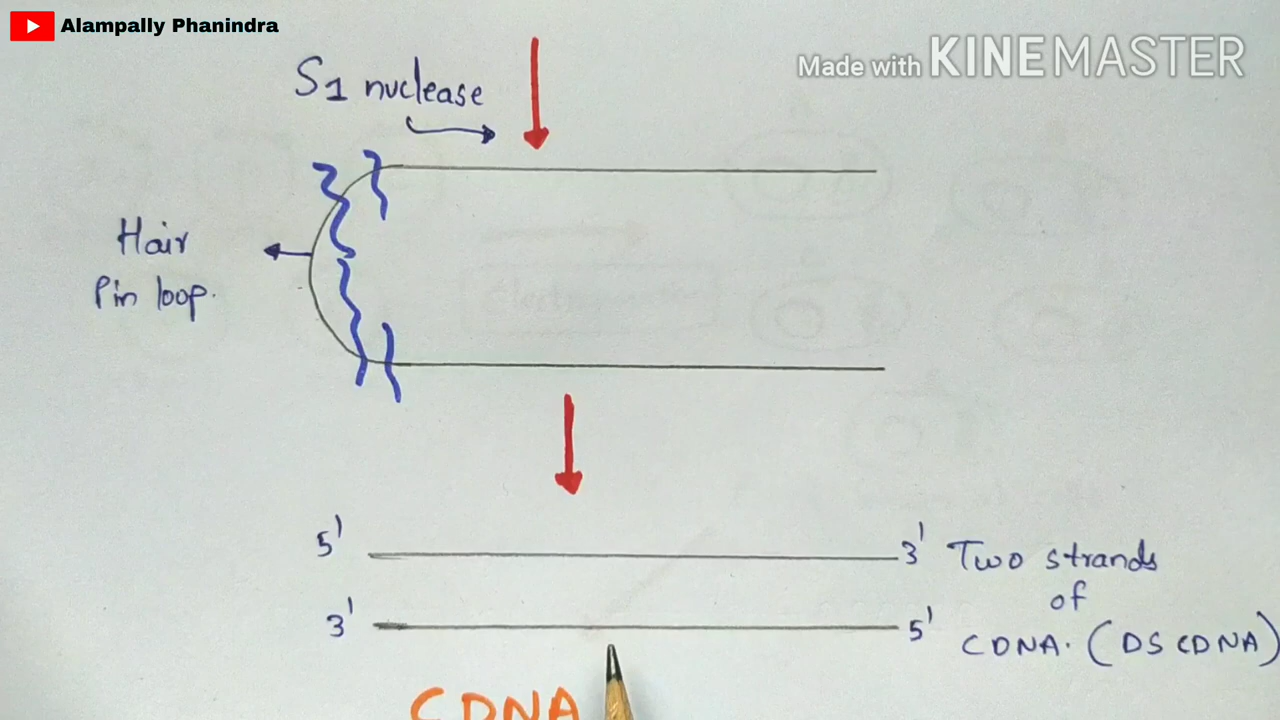 Alampally Phanindra
Made with KINEMASTER
S1 nuclease
Hair
Pin loop.
5' 3' Two strands
of
3' 5' CDNA. (DS CDNA)
CDNA